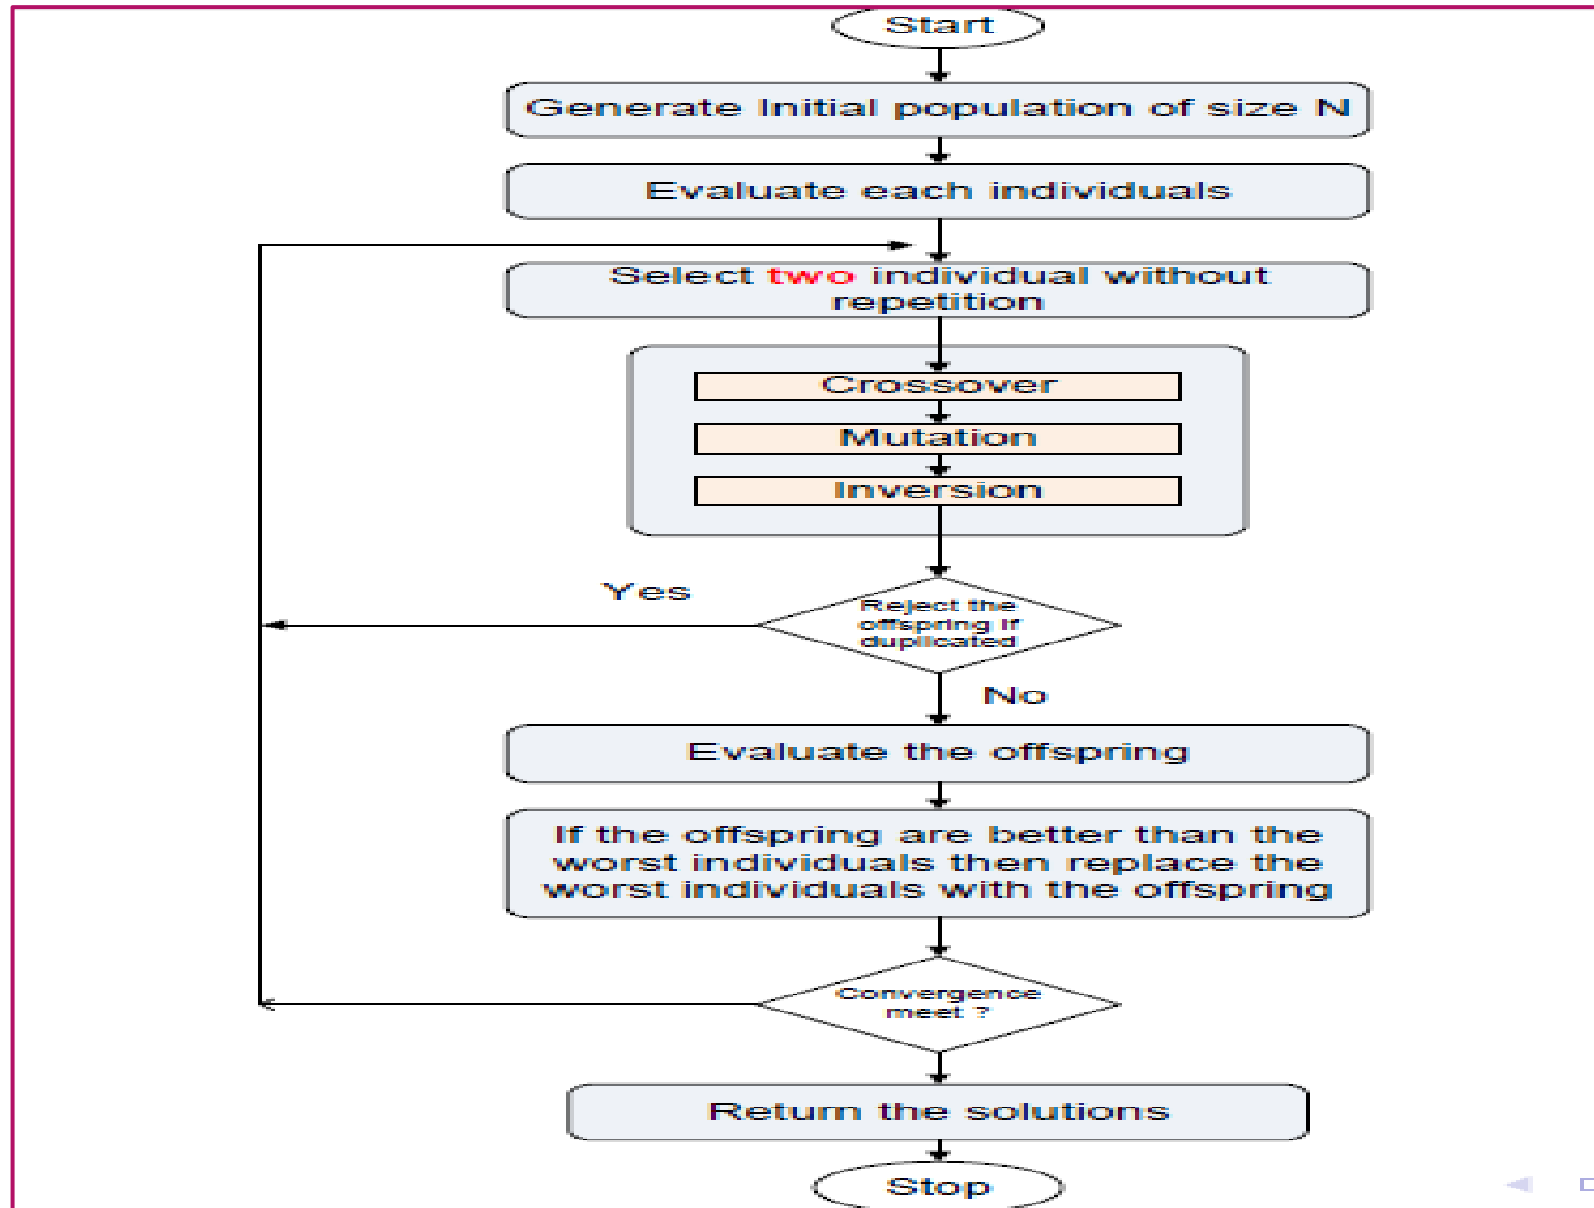 Start
Generate Initial population of size N
Evaluate each individuals
Select two individual without
repetition
Crossover
Mutation
Inversion
Yes
Reject the
offspring if
duplicated
No
Evaluate the offspring
If the offspring are better than the
worst individuals then replace the
worst individuals with the offspring
Convergence
meet ?
Return the solutions
Stop